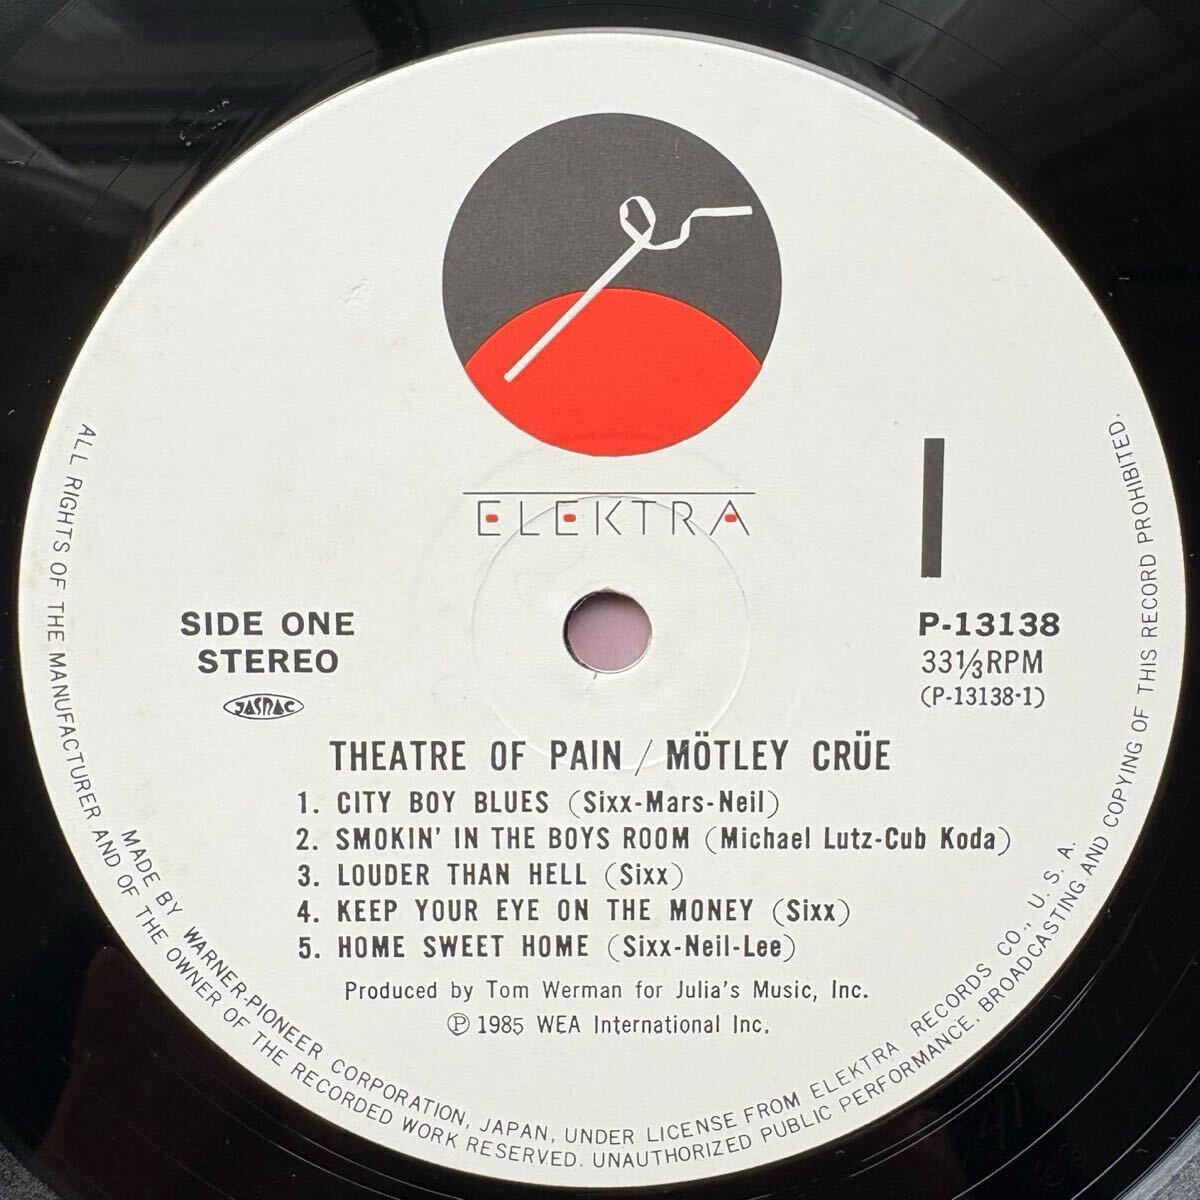 ELEKTRA
SIDE ONE
STEREO
JASRAC
P-13138
33 1/3 RPM
(P-13138-1)
THEATRE OF PAIN / MÖTLEY CRÜE
1. CITY BOY BLUES (Sixx-Mars-Neil)
2. SMOKIN' IN THE BOYS ROOM (Michael Lutz-Cub Koda)
3. LOUDER THAN HELL (Sixx)
4. KEEP YOUR EYE ON THE MONEY (Sixx)
5. HOME SWEET HOME (Sixx-Neil-Lee)
Produced by Tom Werman for Julia's Music, Inc.
Ⓟ 1985 WEA International Inc.
MADE BY WARNER-PIONEER CORPORATION, JAPAN, UNDER LICENSE FROM ELEKTRA RECORDS CO., U. S. A.
ALL RIGHTS OF THE MANUFACTURER AND OF THE OWNER OF THE RECORDED WORK RESERVED. UNAUTHORIZED PUBLIC PERFORMANCE, BROADCASTING AND COPYING OF THIS RECORD PROHIBITED.